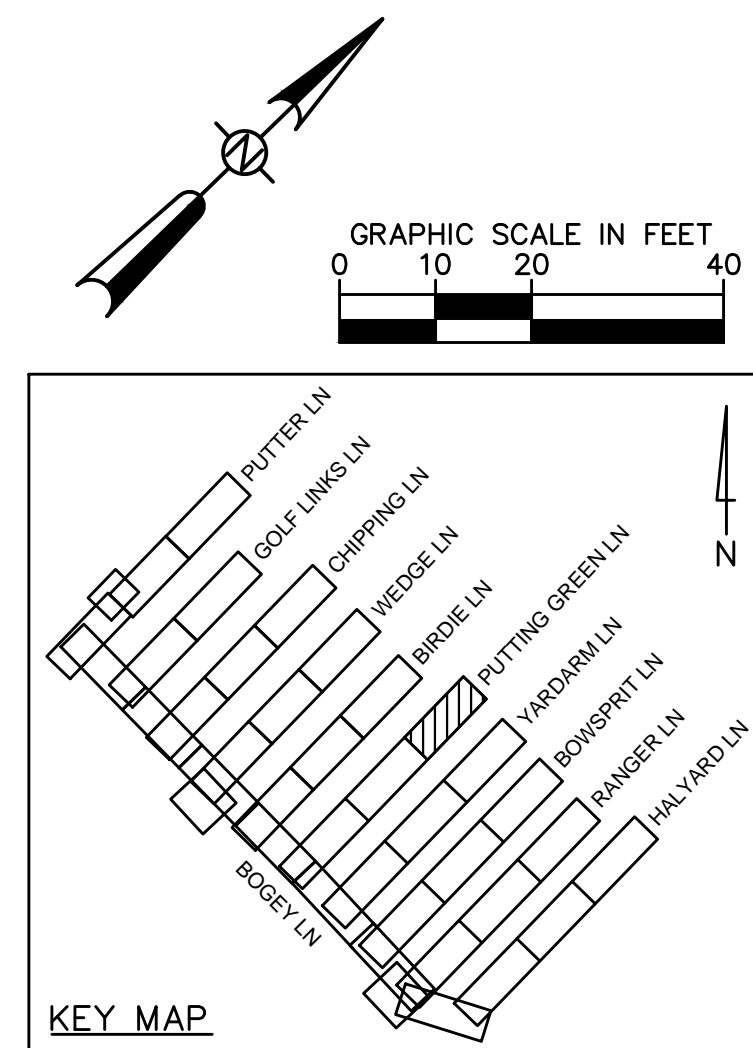 N
GRAPHIC SCALE IN FEET
0 10 20 40
PUTTER LN
GOLF LINKS LN
CHIPPING LN
WEDGE LN
BIRDIE LN
PUTTING GREEN LN
YARDARM LN
BOWSPRIT LN
RANGER LN
HALYARD LN
N
BOGEY LN
KEY MAP